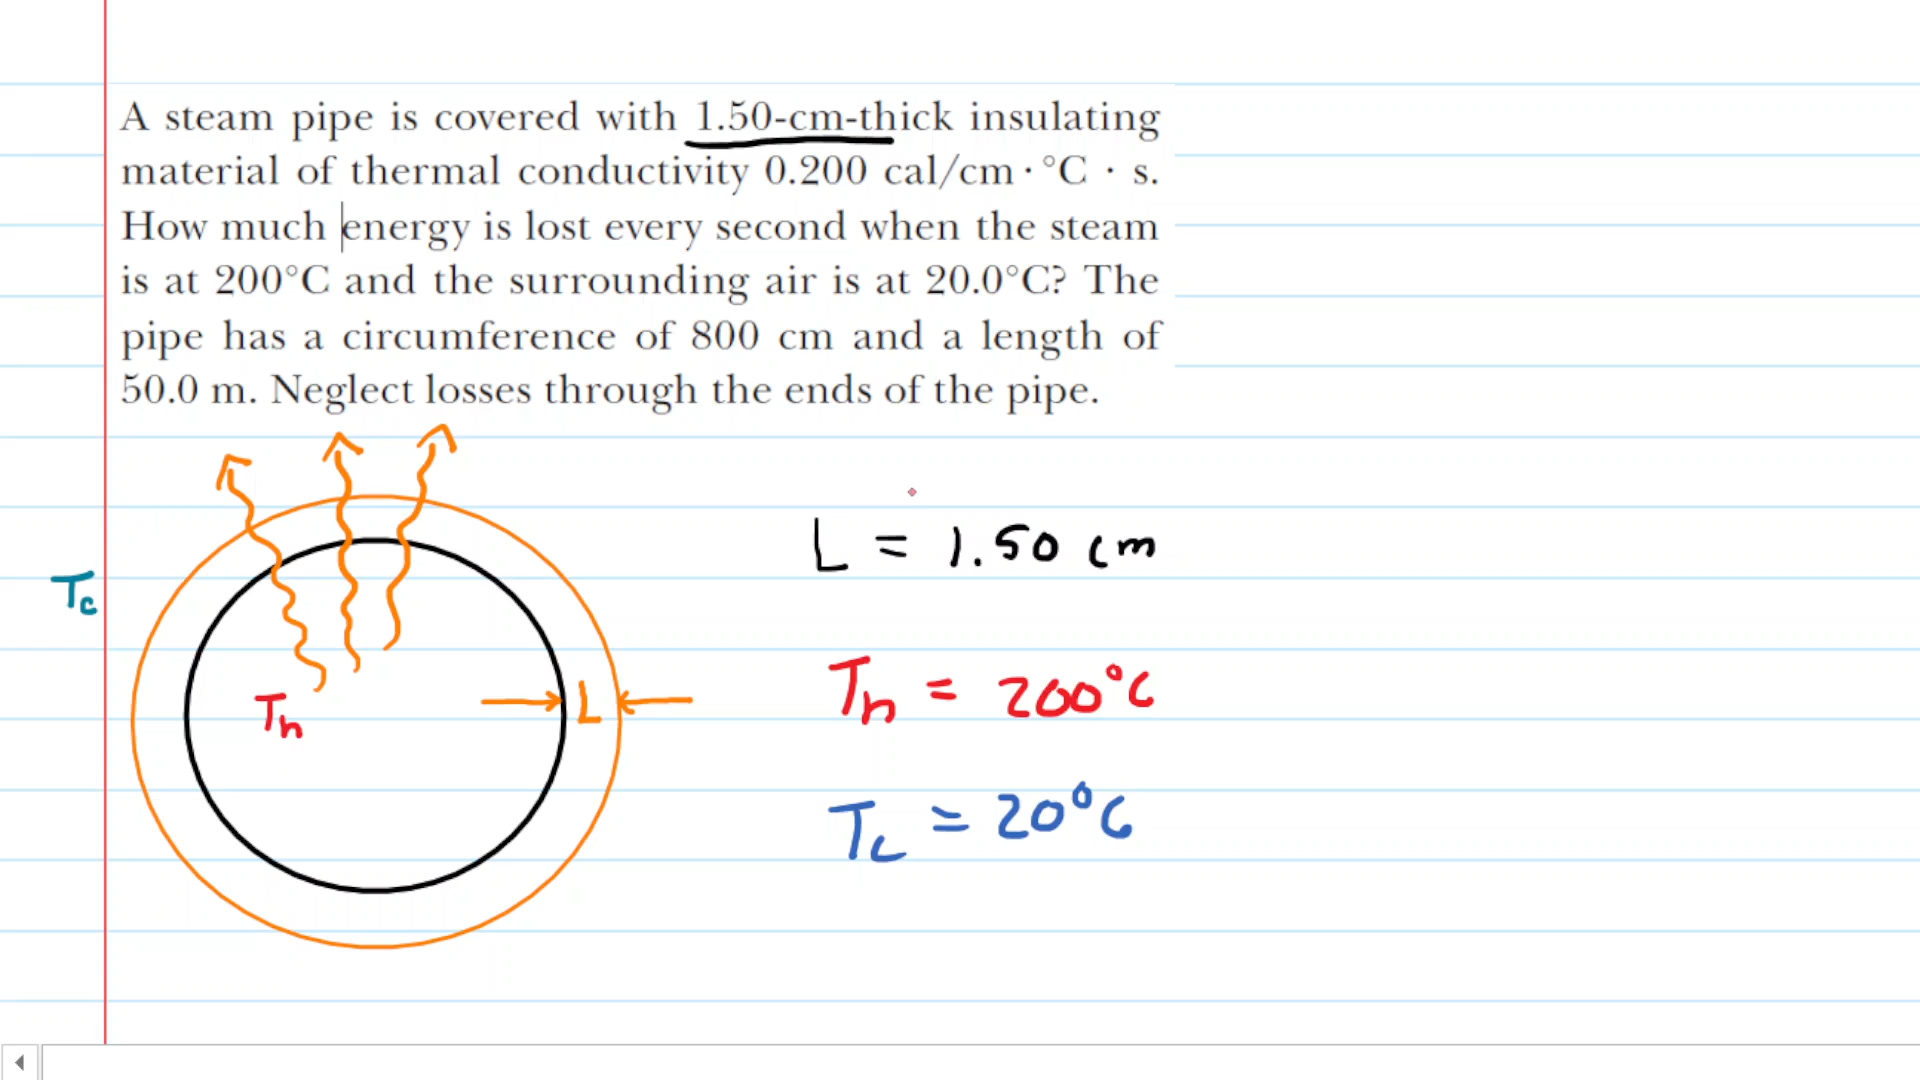 A steam pipe is covered with 1.50-cm-thick insulating
material of thermal conductivity 0.200 cal/cm · °C · s.
How much energy is lost every second when the steam
is at 200°C and the surrounding air is at 20.0°C? The
pipe has a circumference of 800 cm and a length of
50.0 m. Neglect losses through the ends of the pipe.
L = 1.50 cm
Tc
Th
L
Th = 200°C
Tc = 20°C